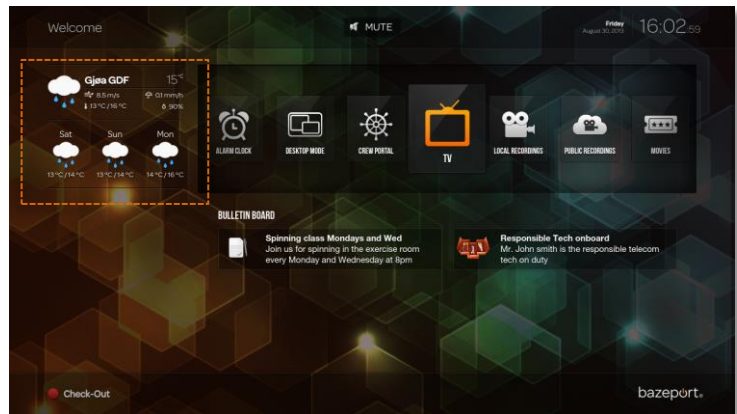 Welcome
MUTE
Friday
August 30, 2013
16:02:59
Gjøa GDF
15°C
8.5 m/s
0.1 mm/h
13 °C / 16 °C
90%
Sat
Sun
Mon
13 °C / 14 °C
13 °C / 14 °C
14 °C / 16 °C
ALARM CLOCK
DESKTOP MODE
CREW PORTAL
TV
LOCAL RECORDINGS
PUBLIC RECORDINGS
MOVIES
BULLETIN BOARD
Spinning class Mondays and Wed
Join us for spinning in the exercise room
every Monday and Wednesday at 8pm
Responsible Tech onboard
Mr. John smith is the responsible telecom
tech on duty
Check-Out
bazeport.